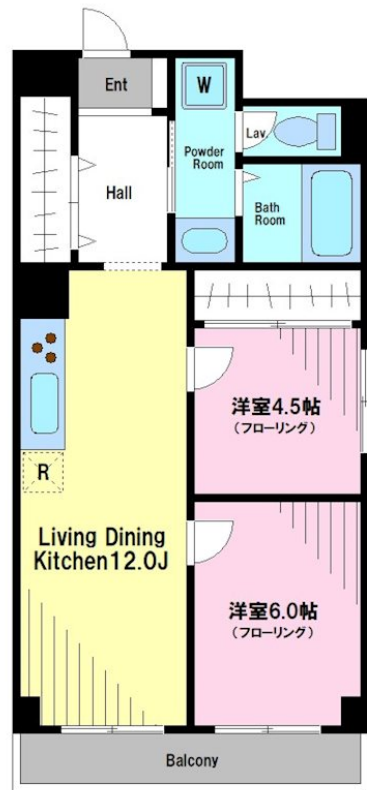 Ent
W
Lav.
Powder
Room
Hall
Bath
Room
洋室4.5帖
(フローリング)
R
Living Dining
Kitchen12.0J
洋室6.0帖
(フローリング)
Balcony